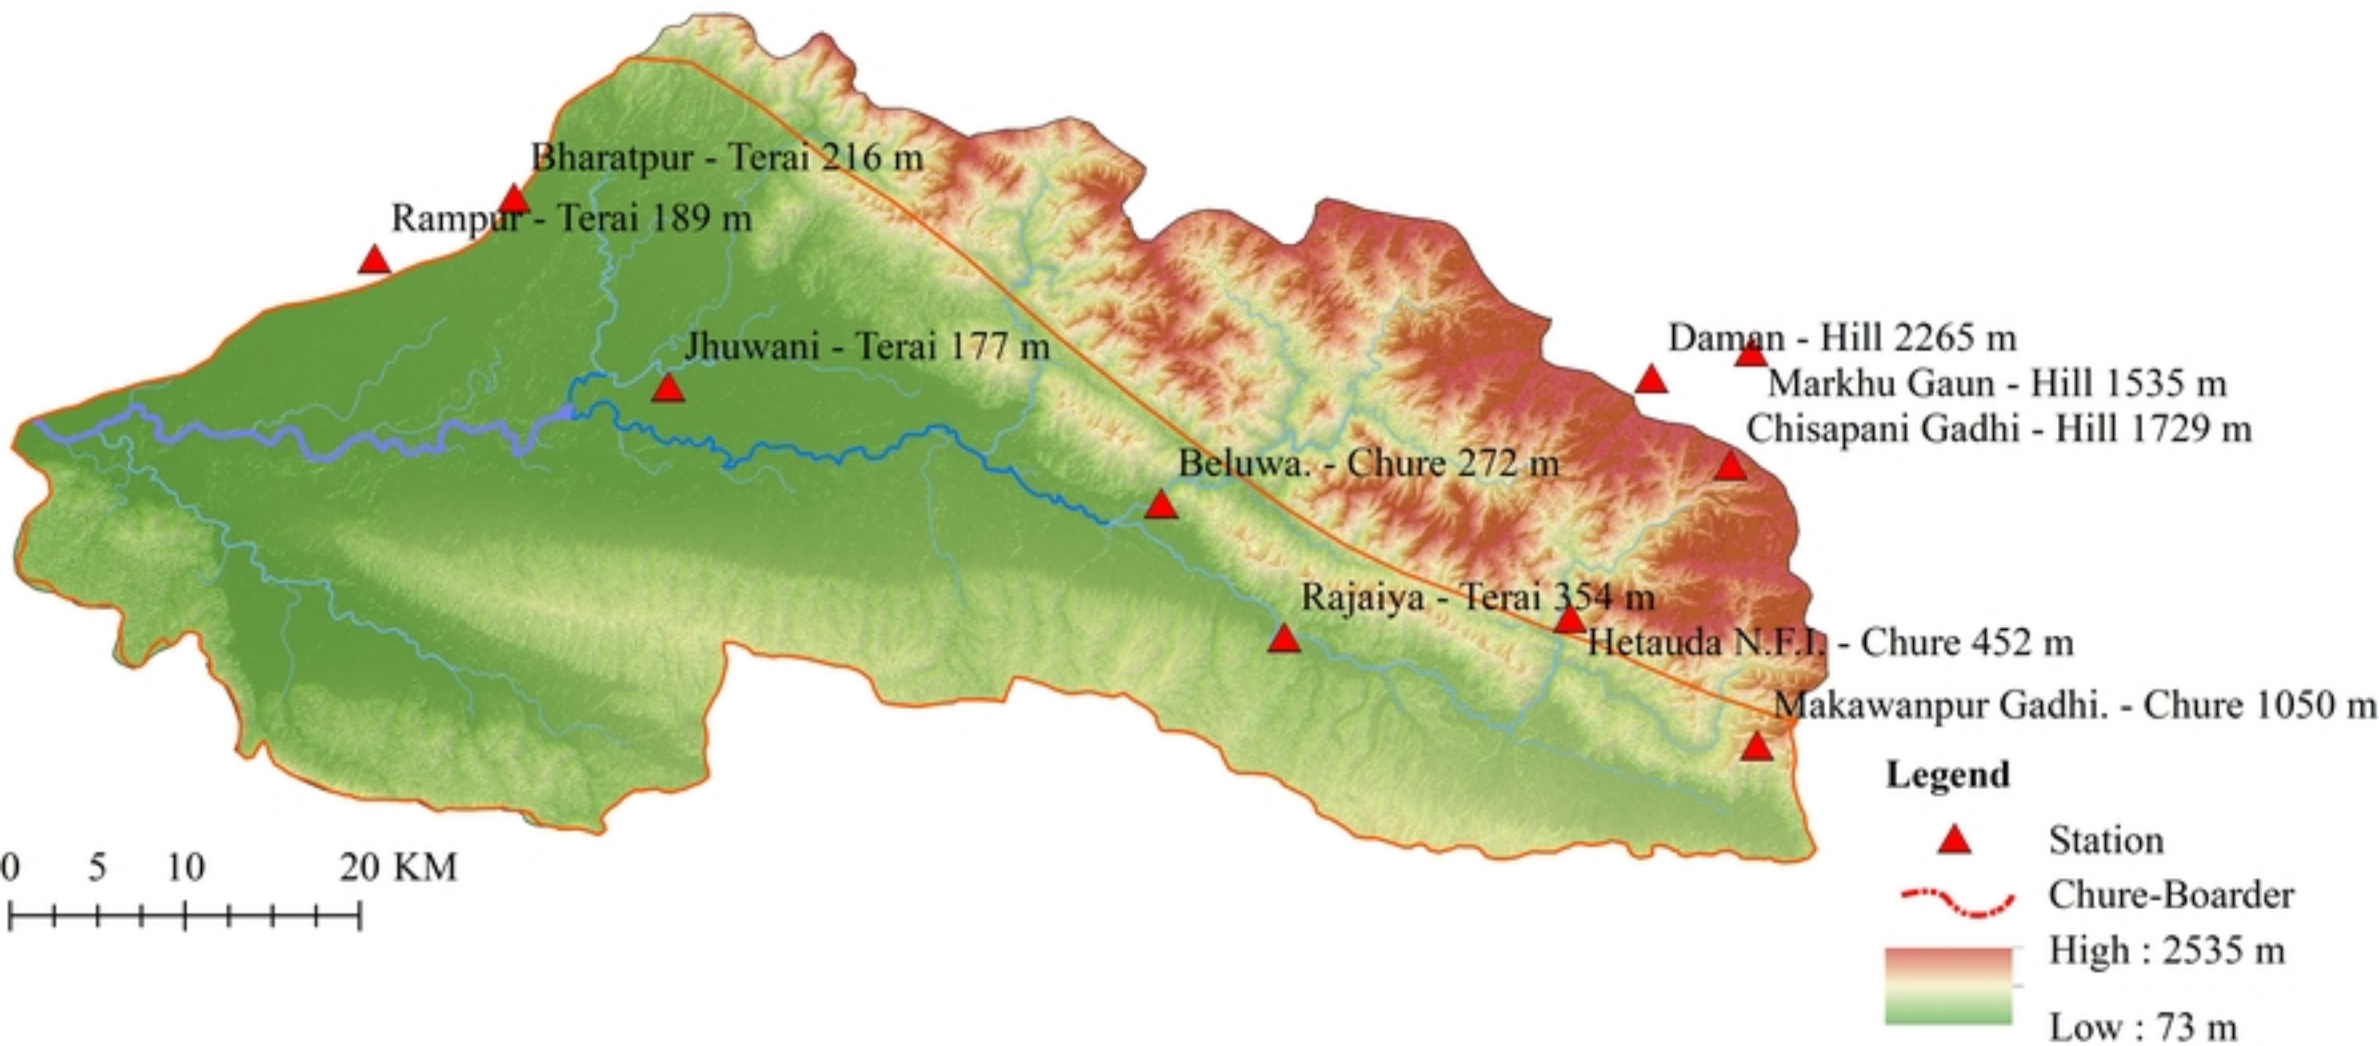 Bharatpur - Terai 216 m
Rampur - Terai 189 m
Daman - Hill 2265 m
Jhuwani - Terai 177 m
Markhu Gaun - Hill 1535 m
Chisapani Gadhi - Hill 1729 m
Beluwa. - Chure 272 m
Rajaiya - Terai 354 m
Hetauda N.F.I. - Chure 452 m
Makawanpur Gadhi. - Chure 1050 m
Legend
Station
0 5 10 20 KM
Chure-Boarder
High : 2535 m
Low : 73 m